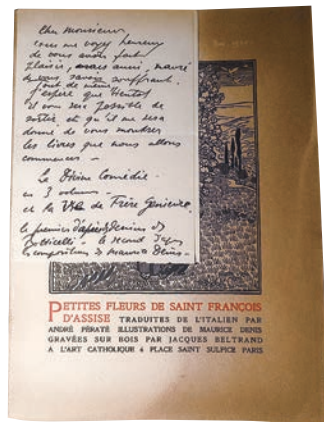 Cher Monsieur
vous me voyez heureux
de vous avoir fait
plaisir, mais aussi, navré
de vous savoir souffrant.
J'espère que bientôt
il vous sera possible de
sortir et qu'il me sera
donné de vous montrer
les livres que nous allons
commencer. -
La Divine Comédie -
en 3 volumes -
et la Vie de Frère Genièvre.
le premier d'après dessins de
Botticelli - le second d'après
les compositions de Maurice Denis -
PETITES FLEURS DE SAINT FRANÇOIS
D'ASSISE TRADUITES DE L'ITALIEN PAR
ANDRÉ PÉRATÉ ILLUSTRATIONS DE MAURICE DENIS
GRAVÉES SUR BOIS PAR JACQUES BELTRAND
A L'ART CATHOLIQUE 6 PLACE SAINT SULPICE PARIS